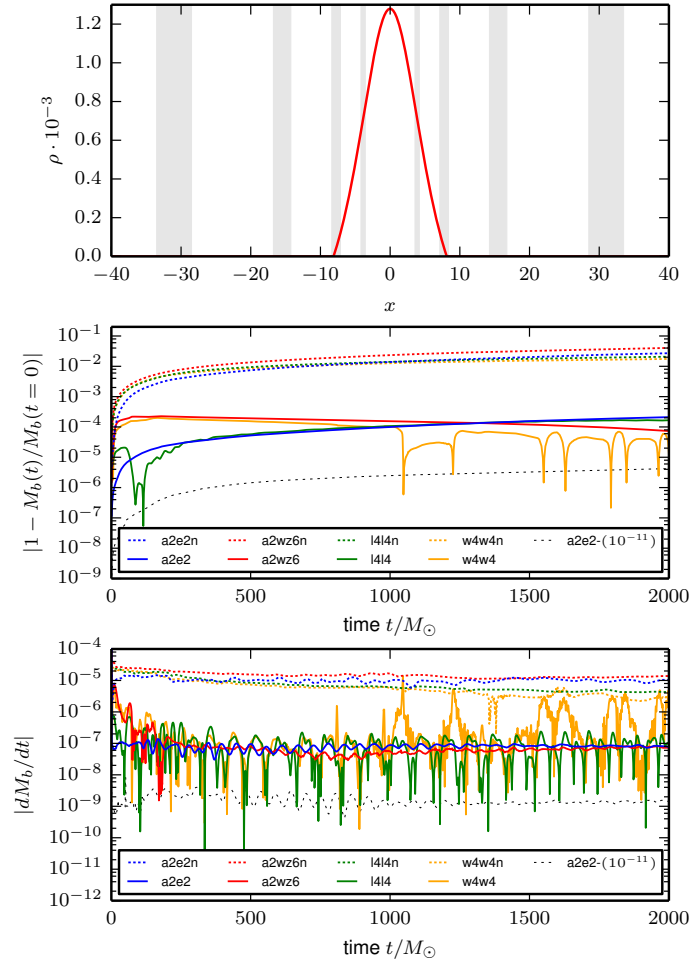 1.2
1.0
0.8
0.6
0.4
0.2
0.0
ρ · 10⁻³
−40 −30 −20 −10 0 10 20 30 40
x
10⁻¹
10⁻²
10⁻³
10⁻⁴
10⁻⁵
10⁻⁶
10⁻⁷
10⁻⁸
10⁻⁹
|1 − M_b(t)/M_b(t = 0)|
a2e2n a2wz6n l4l4n w4w4n a2e2-(10⁻¹¹)
a2e2 a2wz6 l4l4 w4w4
0 500 1000 1500 2000
time t/M⊙
10⁻⁴
10⁻⁵
10⁻⁶
10⁻⁷
10⁻⁸
10⁻⁹
10⁻¹⁰
10⁻¹¹
10⁻¹²
|dM_b/dt|
a2e2n a2wz6n l4l4n w4w4n a2e2-(10⁻¹¹)
a2e2 a2wz6 l4l4 w4w4
0 500 1000 1500 2000
time t/M⊙